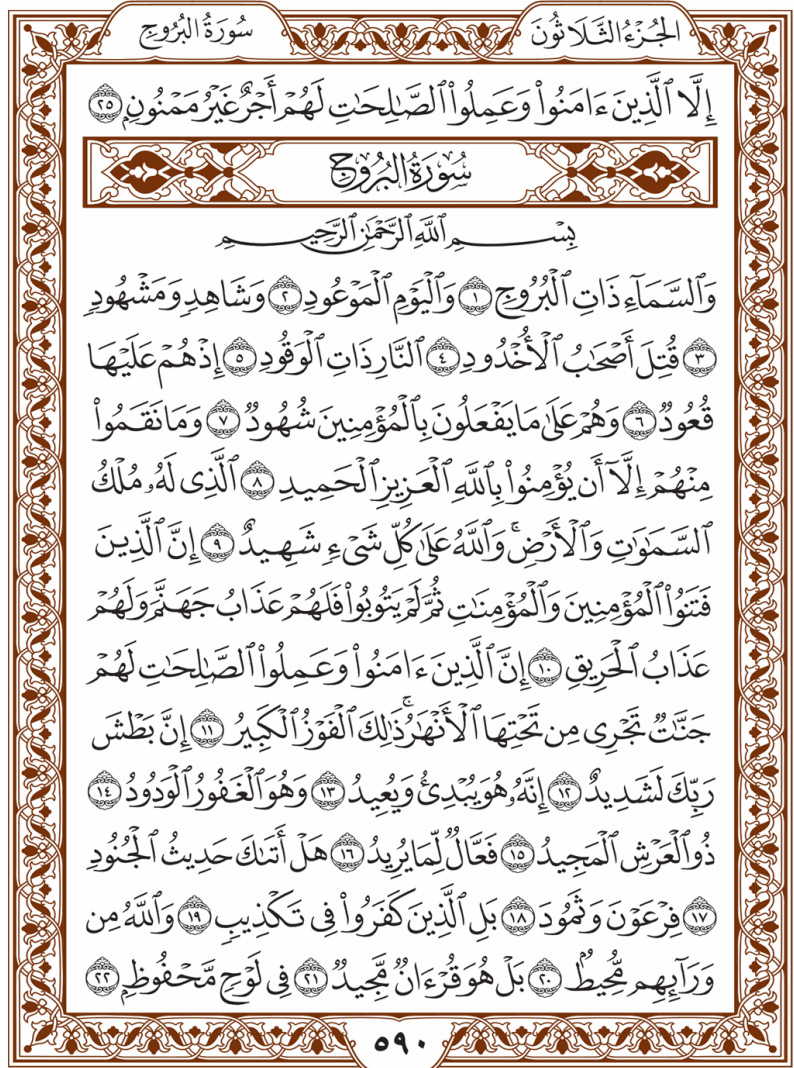 الجُزْءُ الثَّلَاثُونَ
سُورَةُ البُرُوجِ
إِلَّا ٱلَّذِينَ ءَامَنُوا۟ وَعَمِلُوا۟ ٱلصَّٰلِحَٰتِ لَهُمْ أَجْرٌ غَيْرُ مَمْنُونٍۭ ٢٥
سُورَةُ البُرُوجِ
بِسْمِ ٱللَّهِ ٱلرَّحْمَٰنِ ٱلرَّحِيمِ
وَٱلسَّمَآءِ ذَاتِ ٱلْبُرُوجِ ١ وَٱلْيَوْمِ ٱلْمَوْعُودِ ٢ وَشَاهِدٍ وَمَشْهُودٍ
٣ قُتِلَ أَصْحَٰبُ ٱلْأُخْدُودِ ٤ ٱلنَّارِ ذَاتِ ٱلْوَقُودِ ٥ إِذْ هُمْ عَلَيْهَا
قُعُودٌ ٦ وَهُمْ عَلَىٰ مَا يَفْعَلُونَ بِٱلْمُؤْمِنِينَ شُهُودٌ ٧ وَمَا نَقَمُوا۟
مِنْهُمْ إِلَّآ أَن يُؤْمِنُوا۟ بِٱللَّهِ ٱلْعَزِيزِ ٱلْحَمِيدِ ٨ ٱلَّذِى لَهُۥ مُلْكُ
ٱلسَّمَٰوَٰتِ وَٱلْأَرْضِ ۚ وَٱللَّهُ عَلَىٰ كُلِّ شَىْءٍ شَهِيدٌ ٩ إِنَّ ٱلَّذِينَ
فَتَنُوا۟ ٱلْمُؤْمِنِينَ وَٱلْمُؤْمِنَٰتِ ثُمَّ لَمْ يَتُوبُوا۟ فَلَهُمْ عَذَابُ جَهَنَّمَ وَلَهُمْ
عَذَابُ ٱلْحَرِيقِ ١٠ إِنَّ ٱلَّذِينَ ءَامَنُوا۟ وَعَمِلُوا۟ ٱلصَّٰلِحَٰتِ لَهُمْ
جَنَّٰتٌ تَجْرِى مِن تَحْتِهَا ٱلْأَنْهَٰرُ ۚ ذَٰلِكَ ٱلْفَوْزُ ٱلْكَبِيرُ ١١ إِنَّ بَطْشَ
رَبِّكَ لَشَدِيدٌ ١٢ إِنَّهُۥ هُوَ يُبْدِئُ وَيُعِيدُ ١٣ وَهُوَ ٱلْغَفُورُ ٱلْوَدُودُ ١٤
ذُو ٱلْعَرْشِ ٱلْمَجِيدُ ١٥ فَعَّالٌ لِّمَا يُرِيدُ ١٦ هَلْ أَتَىٰكَ حَدِيثُ ٱلْجُنُودِ
١٧ فِرْعَوْنَ وَثَمُودَ ١٨ بَلِ ٱلَّذِينَ كَفَرُوا۟ فِى تَكْذِيبٍ ١٩ وَٱللَّهُ مِن
وَرَآئِهِم مُّحِيطٌۢ ٢٠ بَلْ هُوَ قُرْءَانٌ مَّجِيدٌ ٢١ فِى لَوْحٍ مَّحْفُوظٍۭ ٢٢
٥٩٠